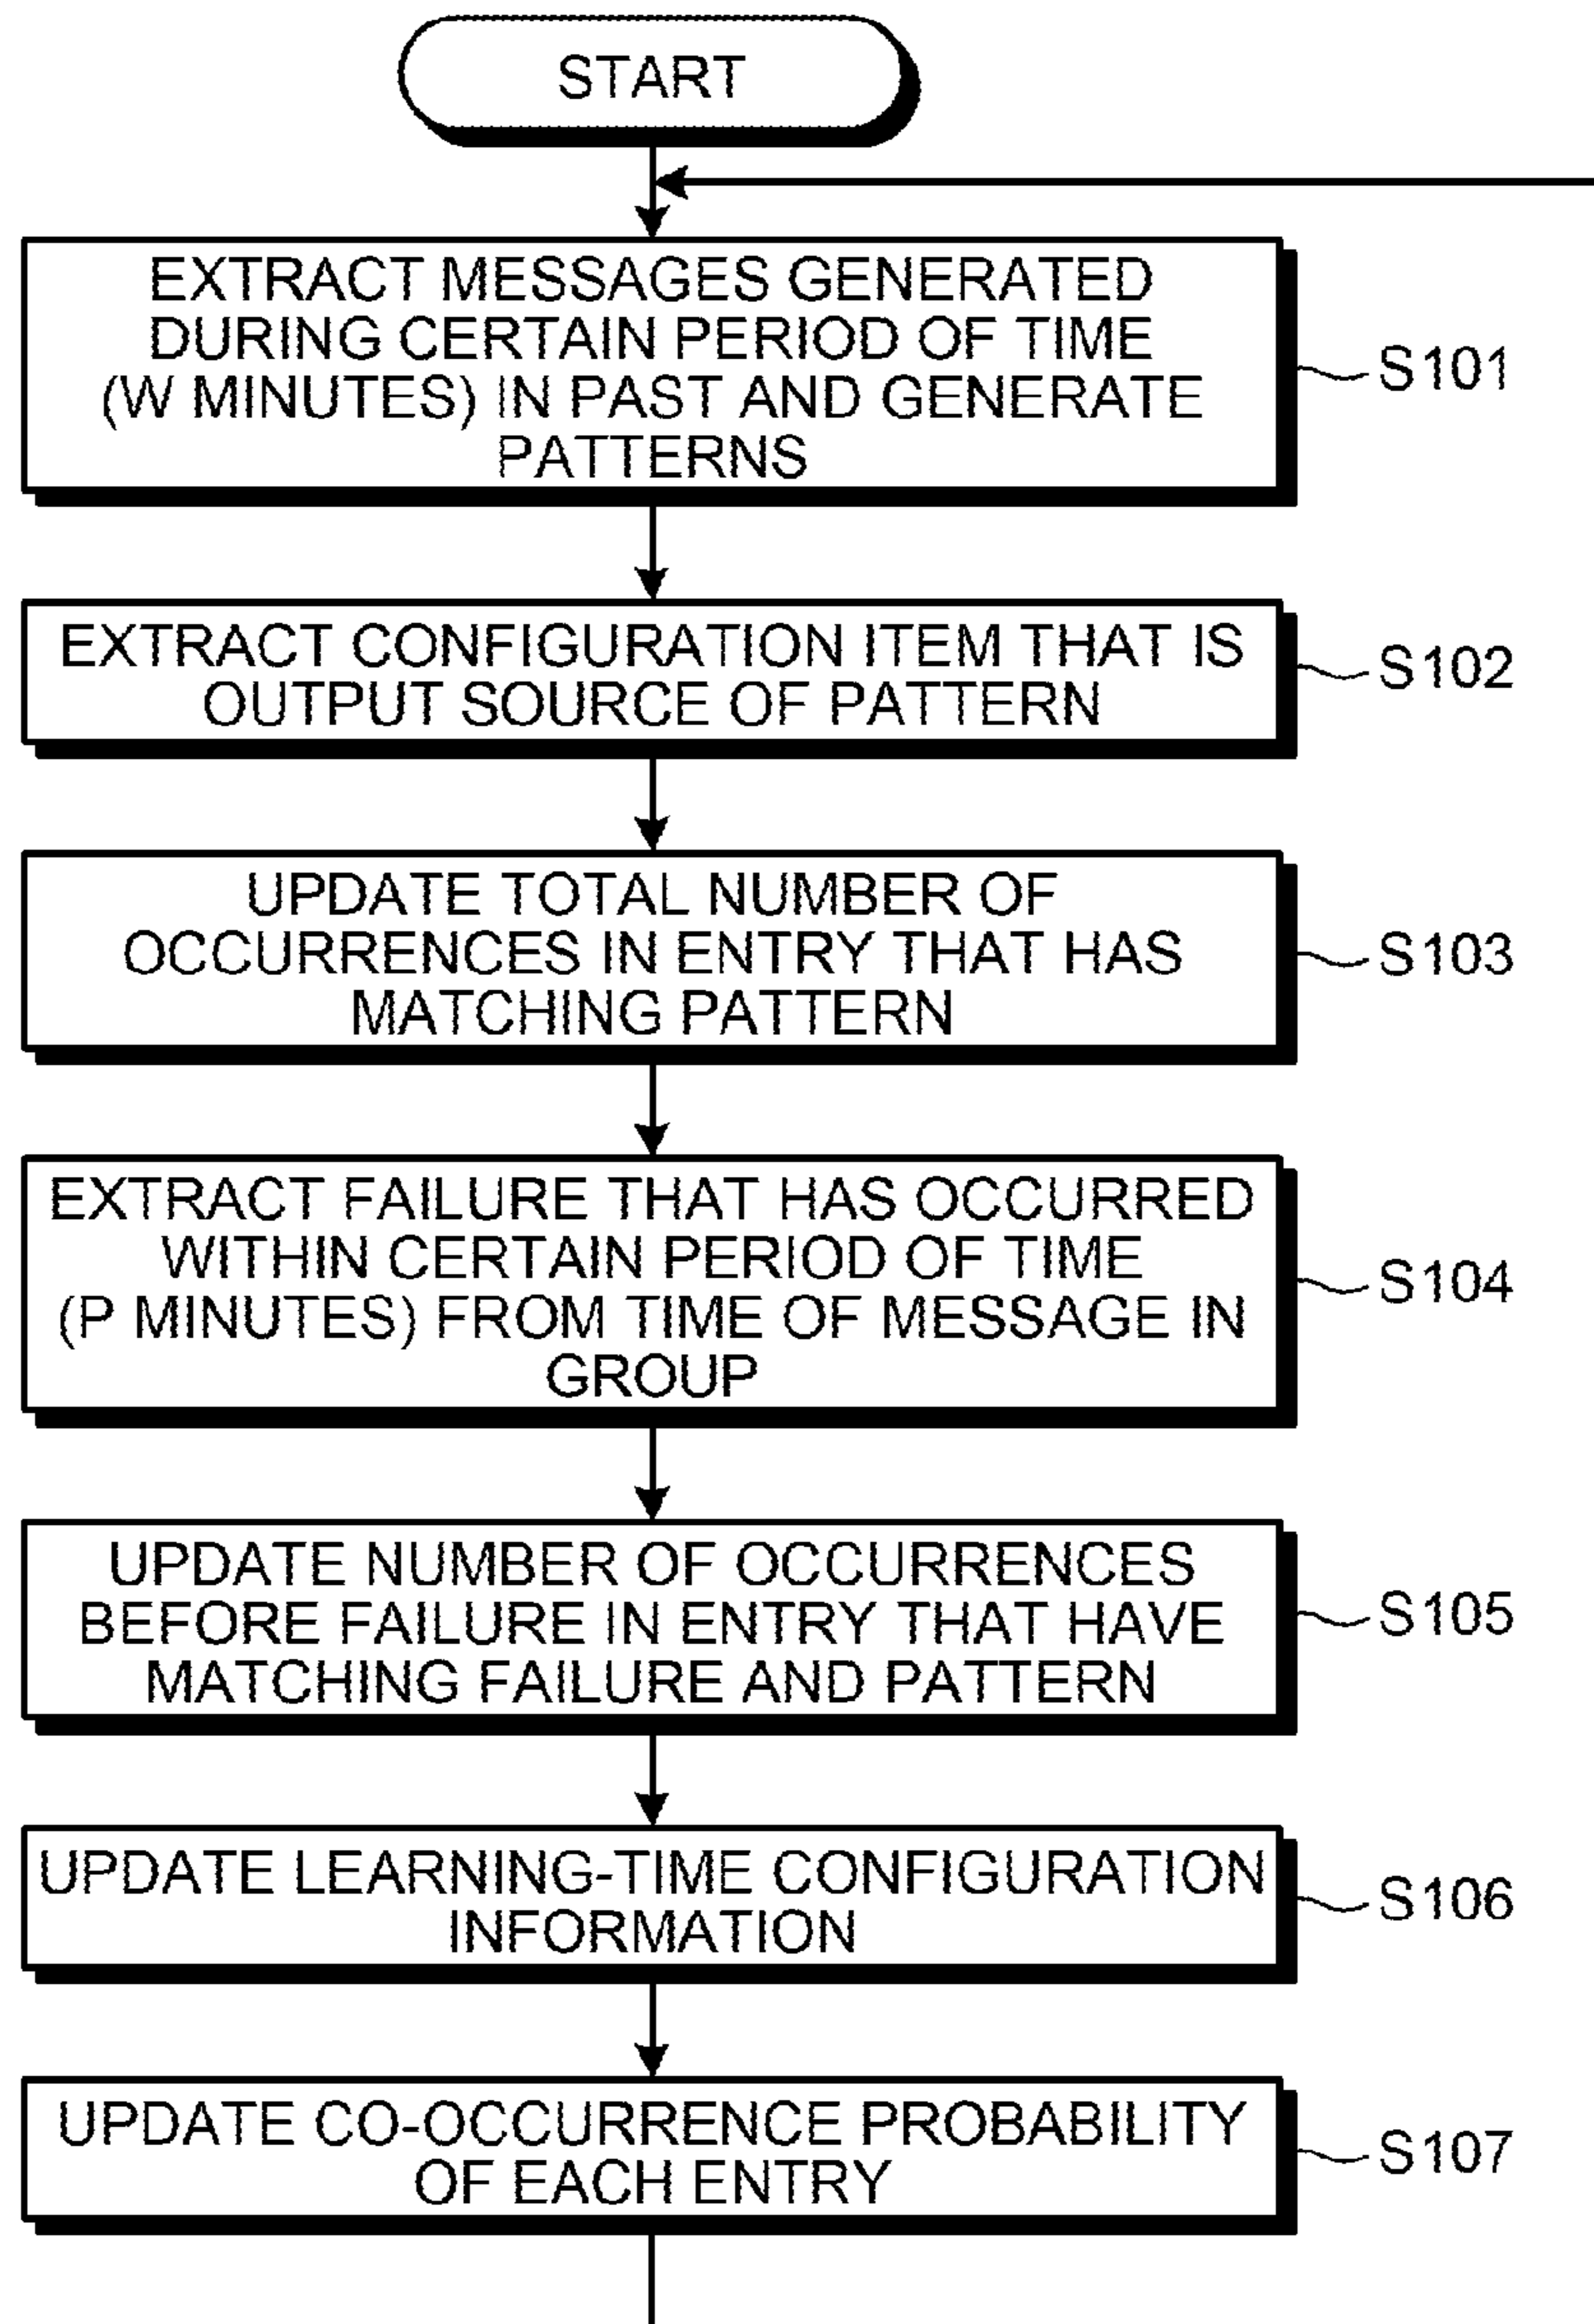 START
EXTRACT MESSAGES GENERATED
DURING CERTAIN PERIOD OF TIME
(W MINUTES) IN PAST AND GENERATE
PATTERNS
S101
EXTRACT CONFIGURATION ITEM THAT IS
OUTPUT SOURCE OF PATTERN
S102
UPDATE TOTAL NUMBER OF
OCCURRENCES IN ENTRY THAT HAS
MATCHING PATTERN
S103
EXTRACT FAILURE THAT HAS OCCURRED
WITHIN CERTAIN PERIOD OF TIME
(P MINUTES) FROM TIME OF MESSAGE IN
GROUP
S104
UPDATE NUMBER OF OCCURRENCES
BEFORE FAILURE IN ENTRY THAT HAVE
MATCHING FAILURE AND PATTERN
S105
UPDATE LEARNING-TIME CONFIGURATION
INFORMATION
S106
UPDATE CO-OCCURRENCE PROBABILITY
OF EACH ENTRY
S107